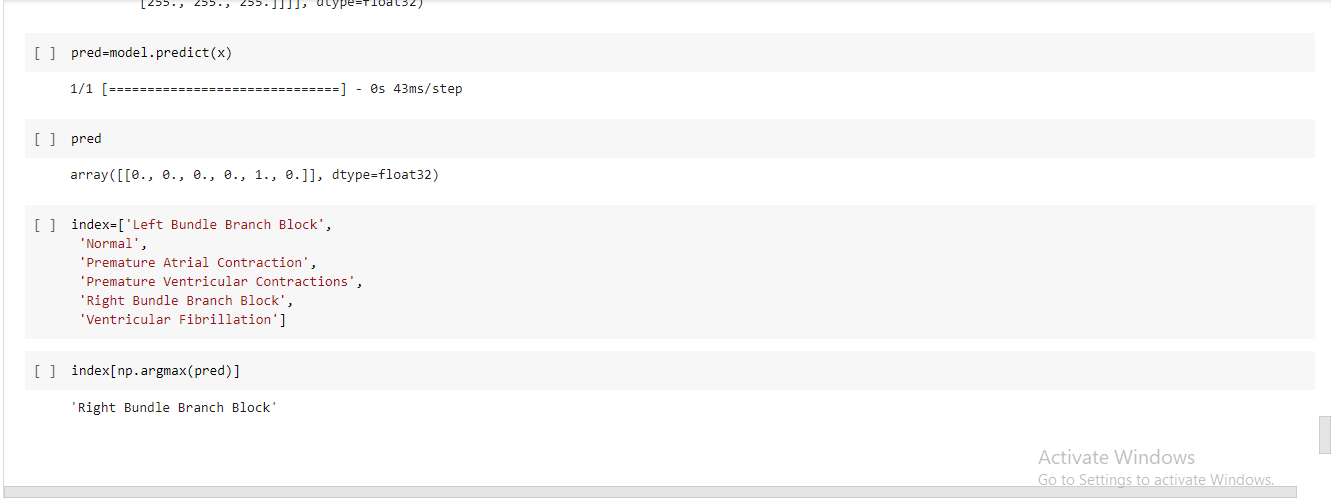 [255., 255., 255.]]]], dtype=float32)
[ ] pred=model.predict(x)
1/1 [==============================] - 0s 43ms/step
[ ] pred
array([[0., 0., 0., 0., 1., 0.]], dtype=float32)
[ ] index=['Left Bundle Branch Block',
'Normal',
'Premature Atrial Contraction',
'Premature Ventricular Contractions',
'Right Bundle Branch Block',
'Ventricular Fibrillation']
[ ] index[np.argmax(pred)]
'Right Bundle Branch Block'
Activate Windows
Go to Settings to activate Windows.